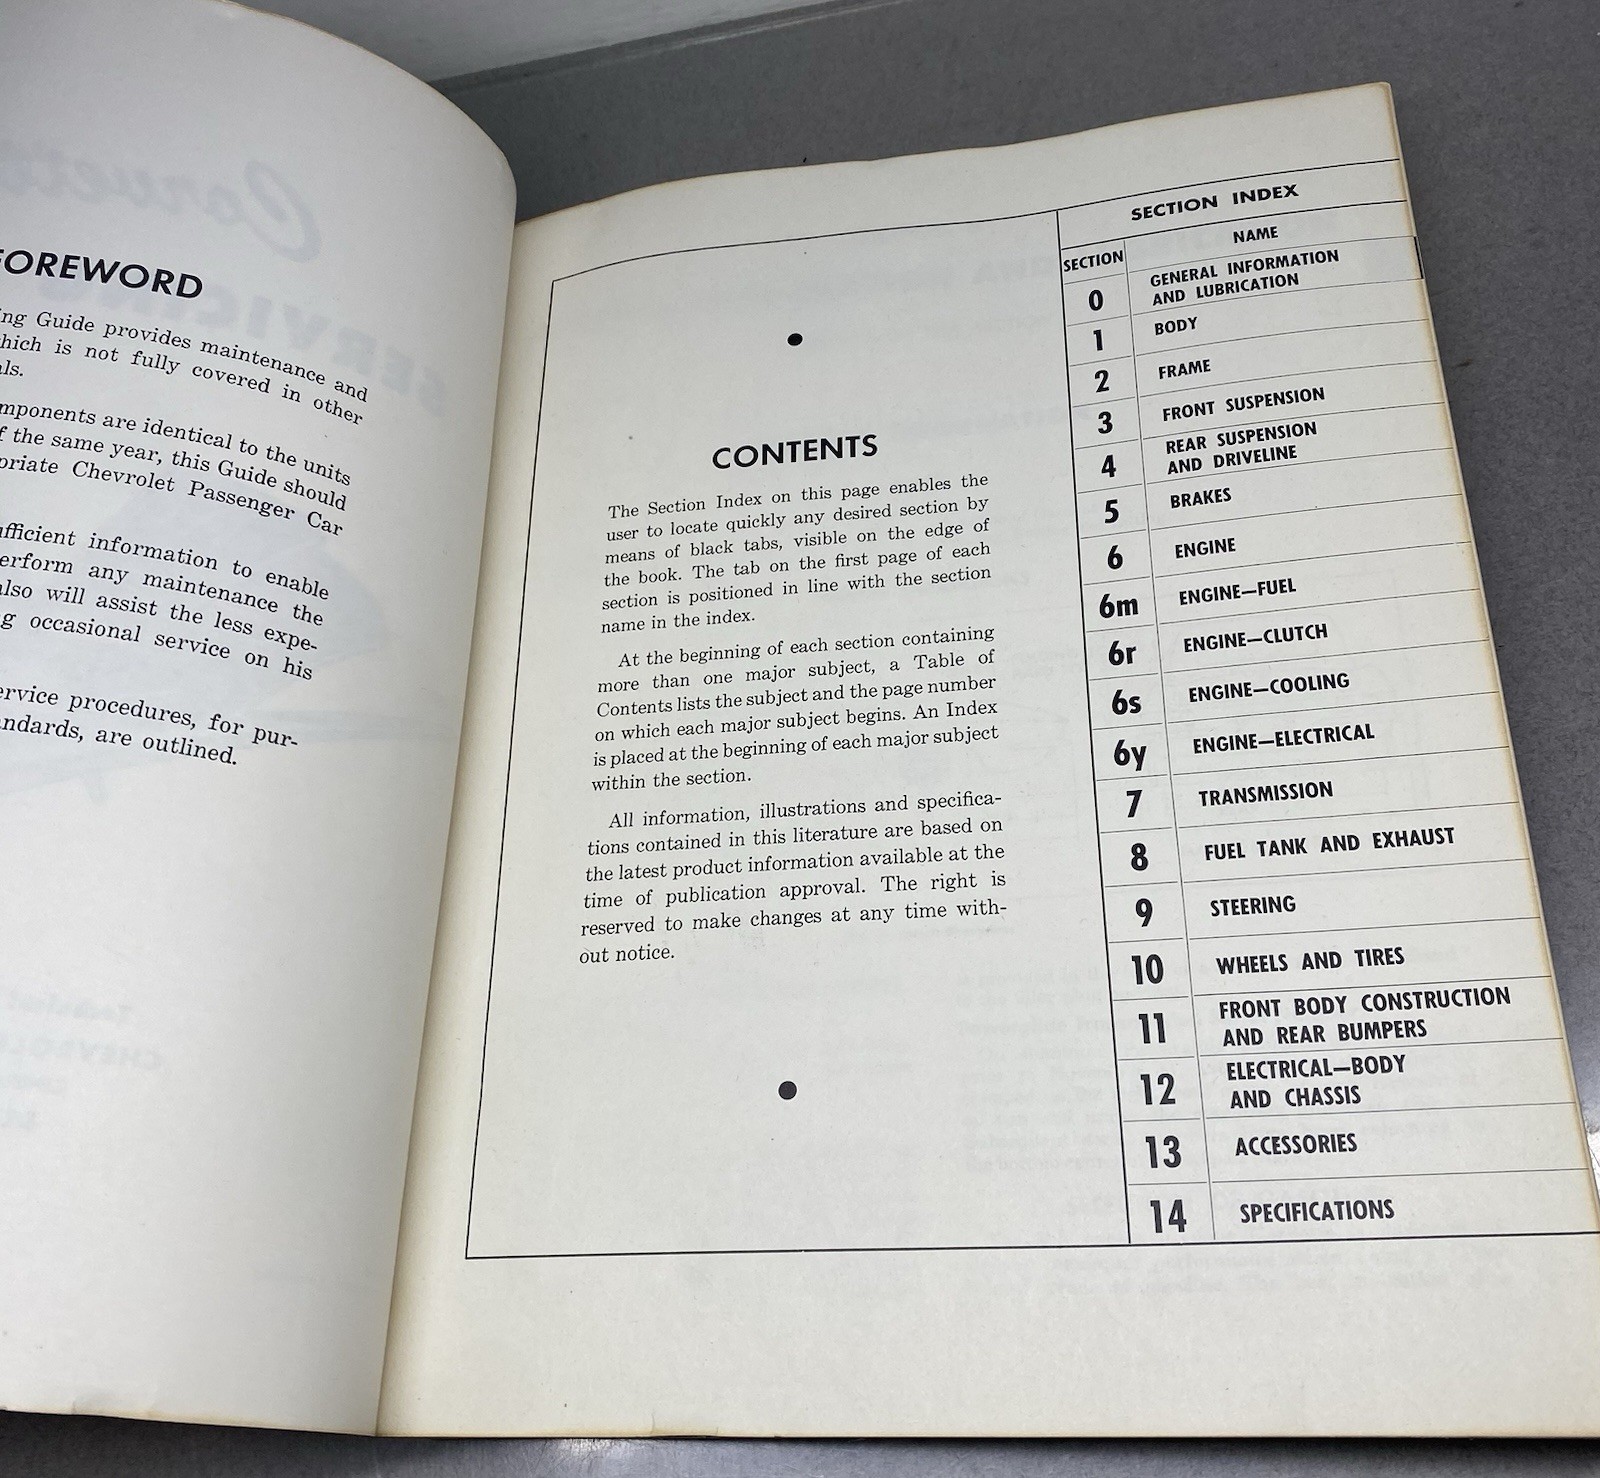 FOREWORD
ing Guide provides maintenance and
which is not fully covered in other
als.
mponents are identical to the units
f the same year, this Guide should
priate Chevrolet Passenger Car
ufficient information to enable
erform any maintenance the
also will assist the less expe-
g occasional service on his
ervice procedures, for pur-
andards, are outlined.
CONTENTS
The Section Index on this page enables the
user to locate quickly any desired section by
means of black tabs, visible on the edge of
the book. The tab on the first page of each
section is positioned in line with the section
name in the index.
At the beginning of each section containing
more than one major subject, a Table of
Contents lists the subject and the page number
on which each major subject begins. An Index
is placed at the beginning of each major subject
within the section.
All information, illustrations and specifica-
tions contained in this literature are based on
the latest product information available at the
time of publication approval. The right is
reserved to make changes at any time with-
out notice.
SECTION INDEX
SECTION NAME
0 GENERAL INFORMATION
AND LUBRICATION
1 BODY
2 FRAME
3 FRONT SUSPENSION
4 REAR SUSPENSION
AND DRIVELINE
5 BRAKES
6 ENGINE
6m ENGINE—FUEL
6r ENGINE—CLUTCH
6s ENGINE—COOLING
6y ENGINE—ELECTRICAL
7 TRANSMISSION
8 FUEL TANK AND EXHAUST
9 STEERING
10 WHEELS AND TIRES
11 FRONT BODY CONSTRUCTION
AND REAR BUMPERS
12 ELECTRICAL—BODY
AND CHASSIS
13 ACCESSORIES
14 SPECIFICATIONS